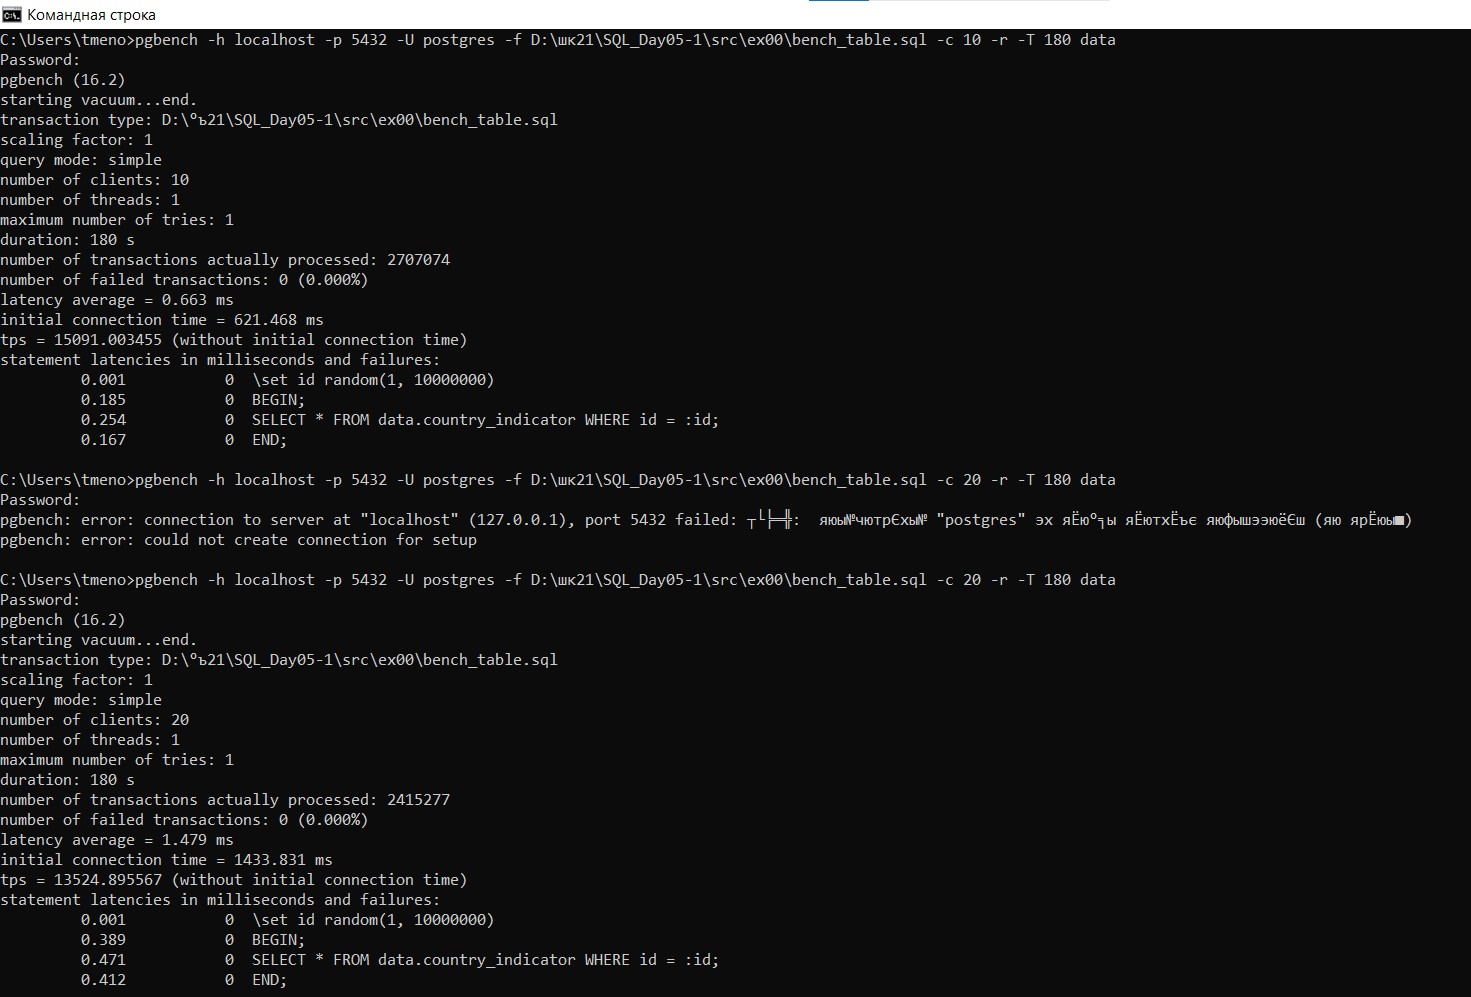 Командная строка
C:\Users\tmeno>pgbench -h localhost -p 5432 -U postgres -f D:\шк21\SQL_Day05-1\src\ex00\bench_table.sql -c 10 -r -T 180 data
Password:
pgbench (16.2)
starting vacuum...end.
transaction type: D:\ºъ21\SQL_Day05-1\src\ex00\bench_table.sql
scaling factor: 1
query mode: simple
number of clients: 10
number of threads: 1
maximum number of tries: 1
duration: 180 s
number of transactions actually processed: 2707074
number of failed transactions: 0 (0.000%)
latency average = 0.663 ms
initial connection time = 621.468 ms
tps = 15091.003455 (without initial connection time)
statement latencies in milliseconds and failures:
0.001 0 \set id random(1, 10000000)
0.185 0 BEGIN;
0.254 0 SELECT * FROM data.country_indicator WHERE id = :id;
0.167 0 END;
C:\Users\tmeno>pgbench -h localhost -p 5432 -U postgres -f D:\шк21\SQL_Day05-1\src\ex00\bench_table.sql -c 20 -r -T 180 data
Password:
pgbench: error: connection to server at "localhost" (127.0.0.1), port 5432 failed: ┬└├═╬: яюы№чютрЄхы№ "postgres" эх яЁюº╕ы яЁютхЁъє яюфышээюёЄш (яю ярЁюы■)
pgbench: error: could not create connection for setup
C:\Users\tmeno>pgbench -h localhost -p 5432 -U postgres -f D:\шк21\SQL_Day05-1\src\ex00\bench_table.sql -c 20 -r -T 180 data
Password:
pgbench (16.2)
starting vacuum...end.
transaction type: D:\ºъ21\SQL_Day05-1\src\ex00\bench_table.sql
scaling factor: 1
query mode: simple
number of clients: 20
number of threads: 1
maximum number of tries: 1
duration: 180 s
number of transactions actually processed: 2415277
number of failed transactions: 0 (0.000%)
latency average = 1.479 ms
initial connection time = 1433.831 ms
tps = 13524.895567 (without initial connection time)
statement latencies in milliseconds and failures:
0.001 0 \set id random(1, 10000000)
0.389 0 BEGIN;
0.471 0 SELECT * FROM data.country_indicator WHERE id = :id;
0.412 0 END;